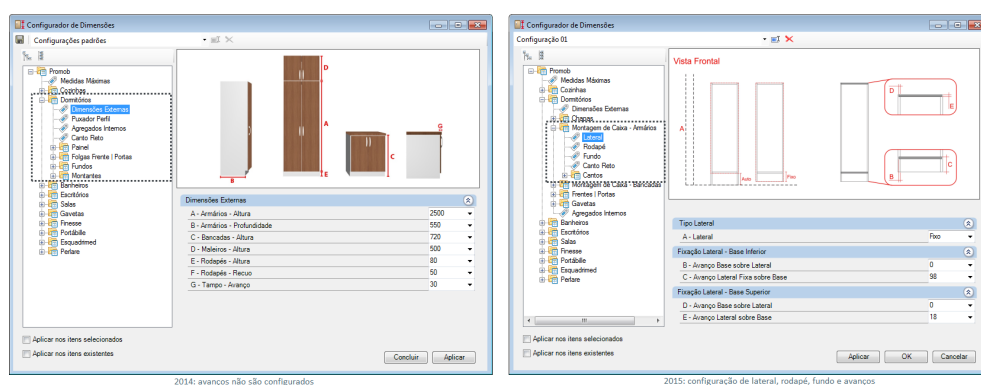 Configurador de Dimensões
Configurações padrões
Promob
Medidas Máximas
Cozinhas
Dormitórios
Dimensões Externas
Puxador Perfil
Agregados Internos
Canto Reto
Painel
Folgas Frente | Portas
Fundos
Montantes
Banheiros
Escritórios
Salas
Gavetas
Finesse
Portábille
Esquadrimed
Perlare
D
A
E
B
C
G
Dimensões Externas
A - Armários - Altura 2500
B - Armários - Profundidade 550
C - Bancadas - Altura 720
D - Maleiros - Altura 500
E - Rodapés - Altura 80
F - Rodapés - Recuo 50
G - Tampo - Avanço 30
Aplicar nos itens selecionados
Aplicar nos itens existentes
Concluir Aplicar
2014: avanços não são configurados
Configurador de Dimensões
Configuração 01
Promob
Medidas Máximas
Cozinhas
Dormitórios
Dimensões Externas
Chapas
Montagem de Caixa - Armários
Lateral
Rodapé
Fundo
Canto Reto
Cantos
Montagem de Caixa - Bancadas
Frentes | Portas
Gavetas
Agregados Internos
Banheiros
Escritórios
Salas
Finesse
Portábille
Esquadrimed
Perlare
Vista Frontal
A
Auto
Fixo
D
E
B
C
Tipo Lateral
A - Lateral Fixo
Fixação Lateral - Base Inferior
B - Avanço Base sobre Lateral 0
C - Avanço Lateral Fixa sobre Base 98
Fixação Lateral - Base Superior
D - Avanço Base sobre Lateral 0
E - Avanço Lateral sobre Base 18
Aplicar nos itens selecionados
Aplicar nos itens existentes
Aplicar OK Cancelar
2015: configuração de lateral, rodapé, fundo e avanços